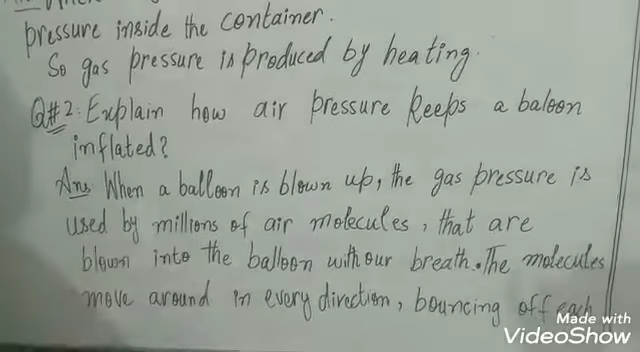 pressure inside the container.
So gas pressure is produced by heating.
Q#2: Explain how air pressure keeps a baloon
inflated?
Ans When a balloon is blown up, the gas pressure is
used by millions of air molecules, that are
blown into the balloon with our breath. The molecules
move around in every direction, bouncing off each
Made with
VideoShow